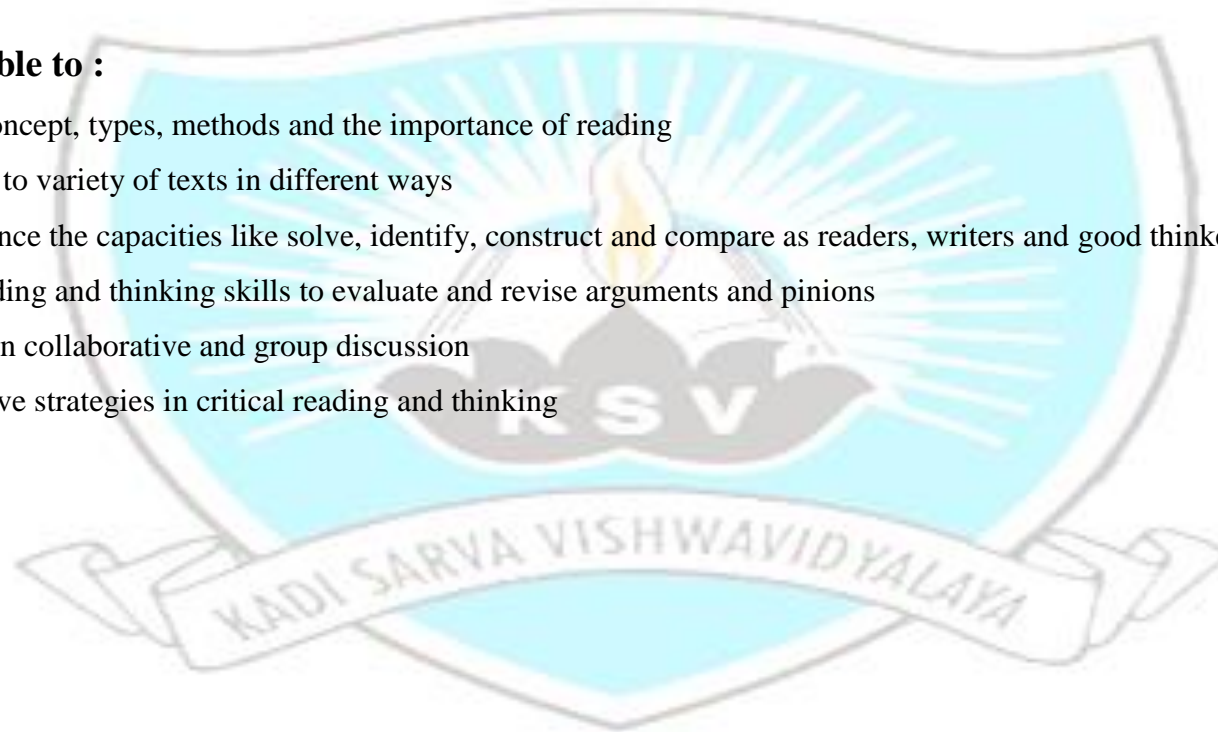 ble to :
oncept, types, methods and the importance of reading
to variety of texts in different ways
nce the capacities like solve, identify, construct and compare as readers, writers and good thinke
ding and thinking skills to evaluate and revise arguments and pinions
n collaborative and group discussion
ve strategies in critical reading and thinking
KSV
KADI SARVA VISHWAVIDYALAYA